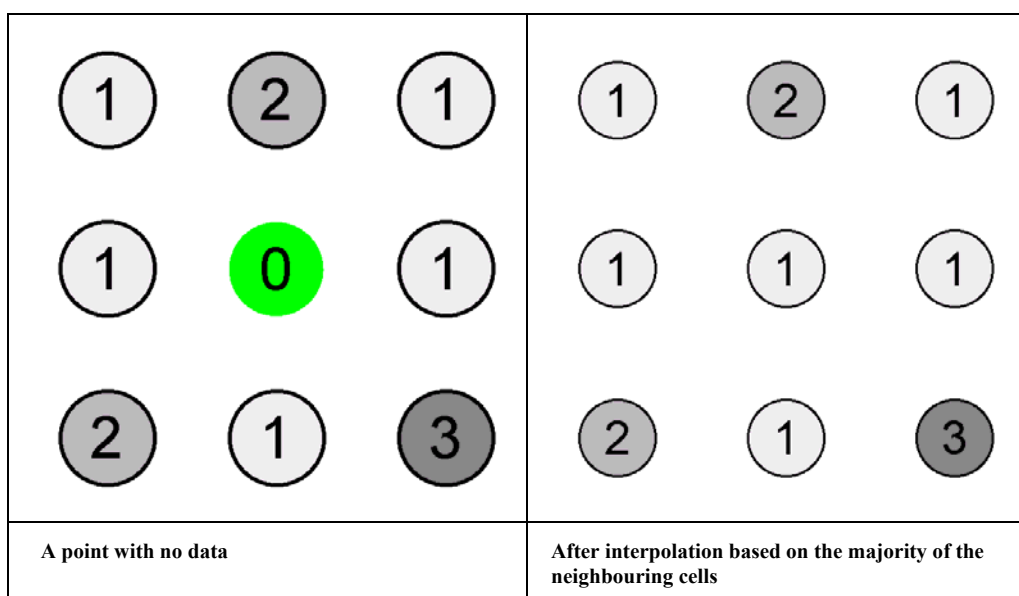 1 2 1
1 0 1
2 1 3
1 2 1
1 1 1
2 1 3
A point with no data
After interpolation based on the majority of the
neighbouring cells